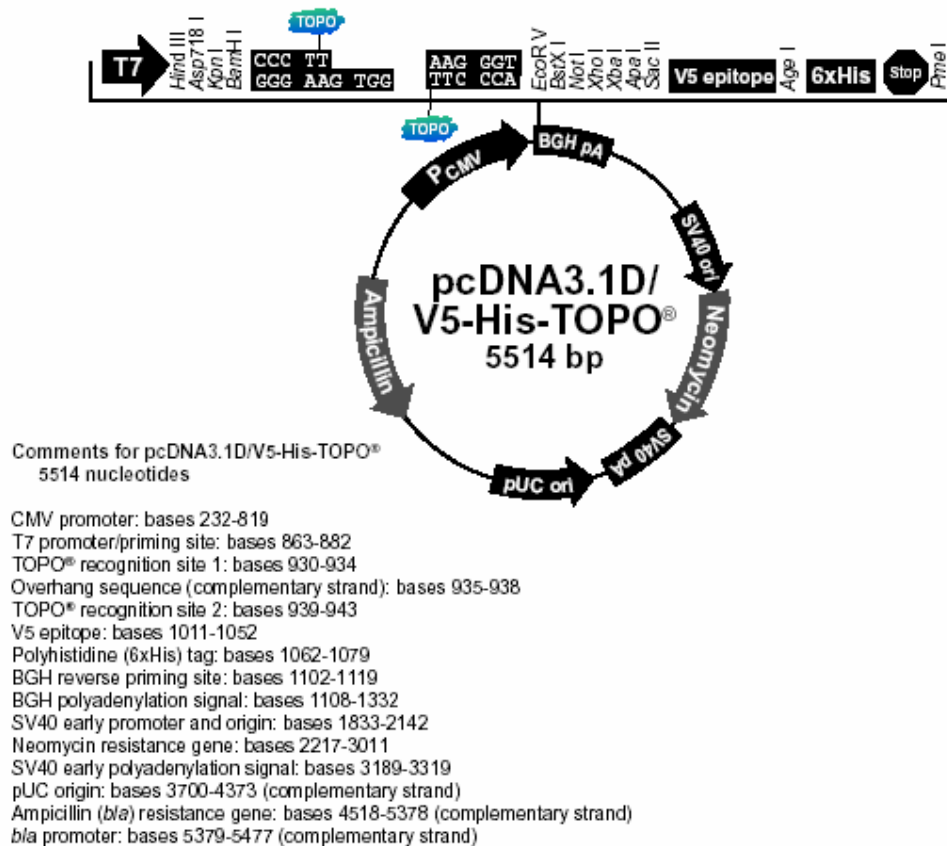 TOPO
T7 Hind III Asp718 I Kpn I BamH I CCC TT AAG GGT EcoR V BstX I Not I Xho I Xba I Apa I Sac II V5 epitope Age I 6xHis Stop Pme I
GGG AAG TGG TTC CCA
TOPO
PCMV BGH pA
SV40 ori
Neomycin
SV40 pA
pUC ori
Ampicillin
pcDNA3.1D/
V5-His-TOPO®
5514 bp
Comments for pcDNA3.1D/V5-His-TOPO®
5514 nucleotides
CMV promoter: bases 232-819
T7 promoter/priming site: bases 863-882
TOPO® recognition site 1: bases 930-934
Overhang sequence (complementary strand): bases 935-938
TOPO® recognition site 2: bases 939-943
V5 epitope: bases 1011-1052
Polyhistidine (6xHis) tag: bases 1062-1079
BGH reverse priming site: bases 1102-1119
BGH polyadenylation signal: bases 1108-1332
SV40 early promoter and origin: bases 1833-2142
Neomycin resistance gene: bases 2217-3011
SV40 early polyadenylation signal: bases 3189-3319
pUC origin: bases 3700-4373 (complementary strand)
Ampicillin (bla) resistance gene: bases 4518-5378 (complementary strand)
bla promoter: bases 5379-5477 (complementary strand)